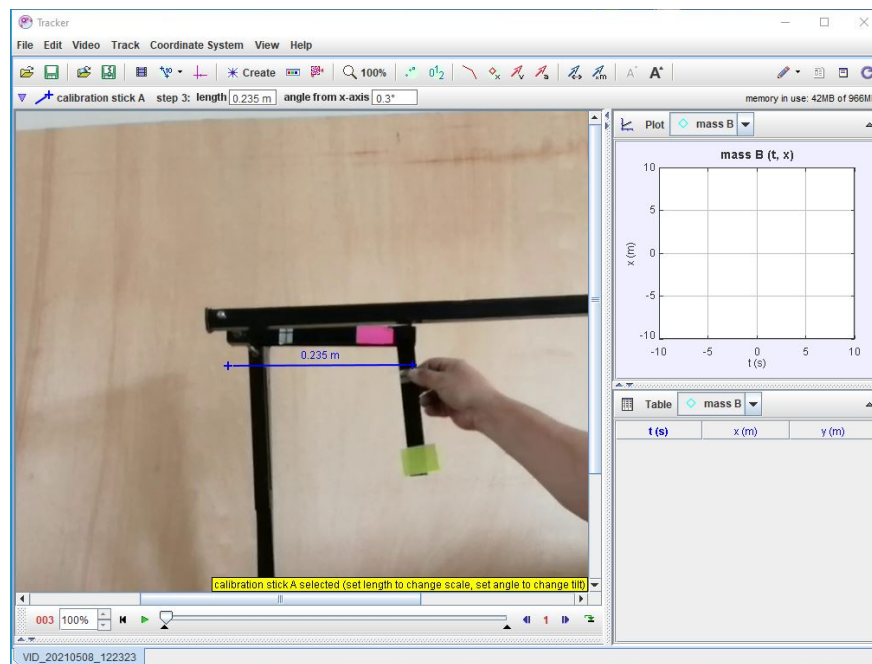 Tracker
File Edit Video Track Coordinate System View Help
Create 100%
calibration stick A step 3: length 0.235 m angle from x-axis 0.3° memory in use: 42MB of 966M
Plot mass B
mass B (t, x)
10
5
0
-5
-10
x (m)
-10 -5 0 5 10
t (s)
0.235 m
Table mass B
t (s) x (m) y (m)
calibration stick A selected (set length to change scale, set angle to change tilt)
003 100% 1
VID_20210508_122323